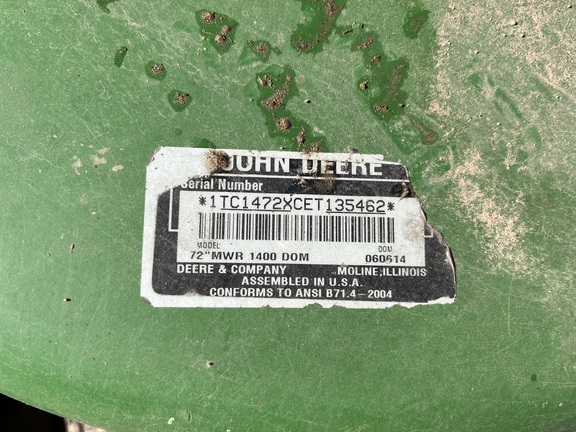 JOHN DEERE
Serial Number
*1TC1472XCET135462*
MODEL DOM
72"MWR 1400 DOM 060614
DEERE & COMPANY MOLINE,ILLINOIS
ASSEMBLED IN U.S.A.
CONFORMS TO ANSI B71.4-2004